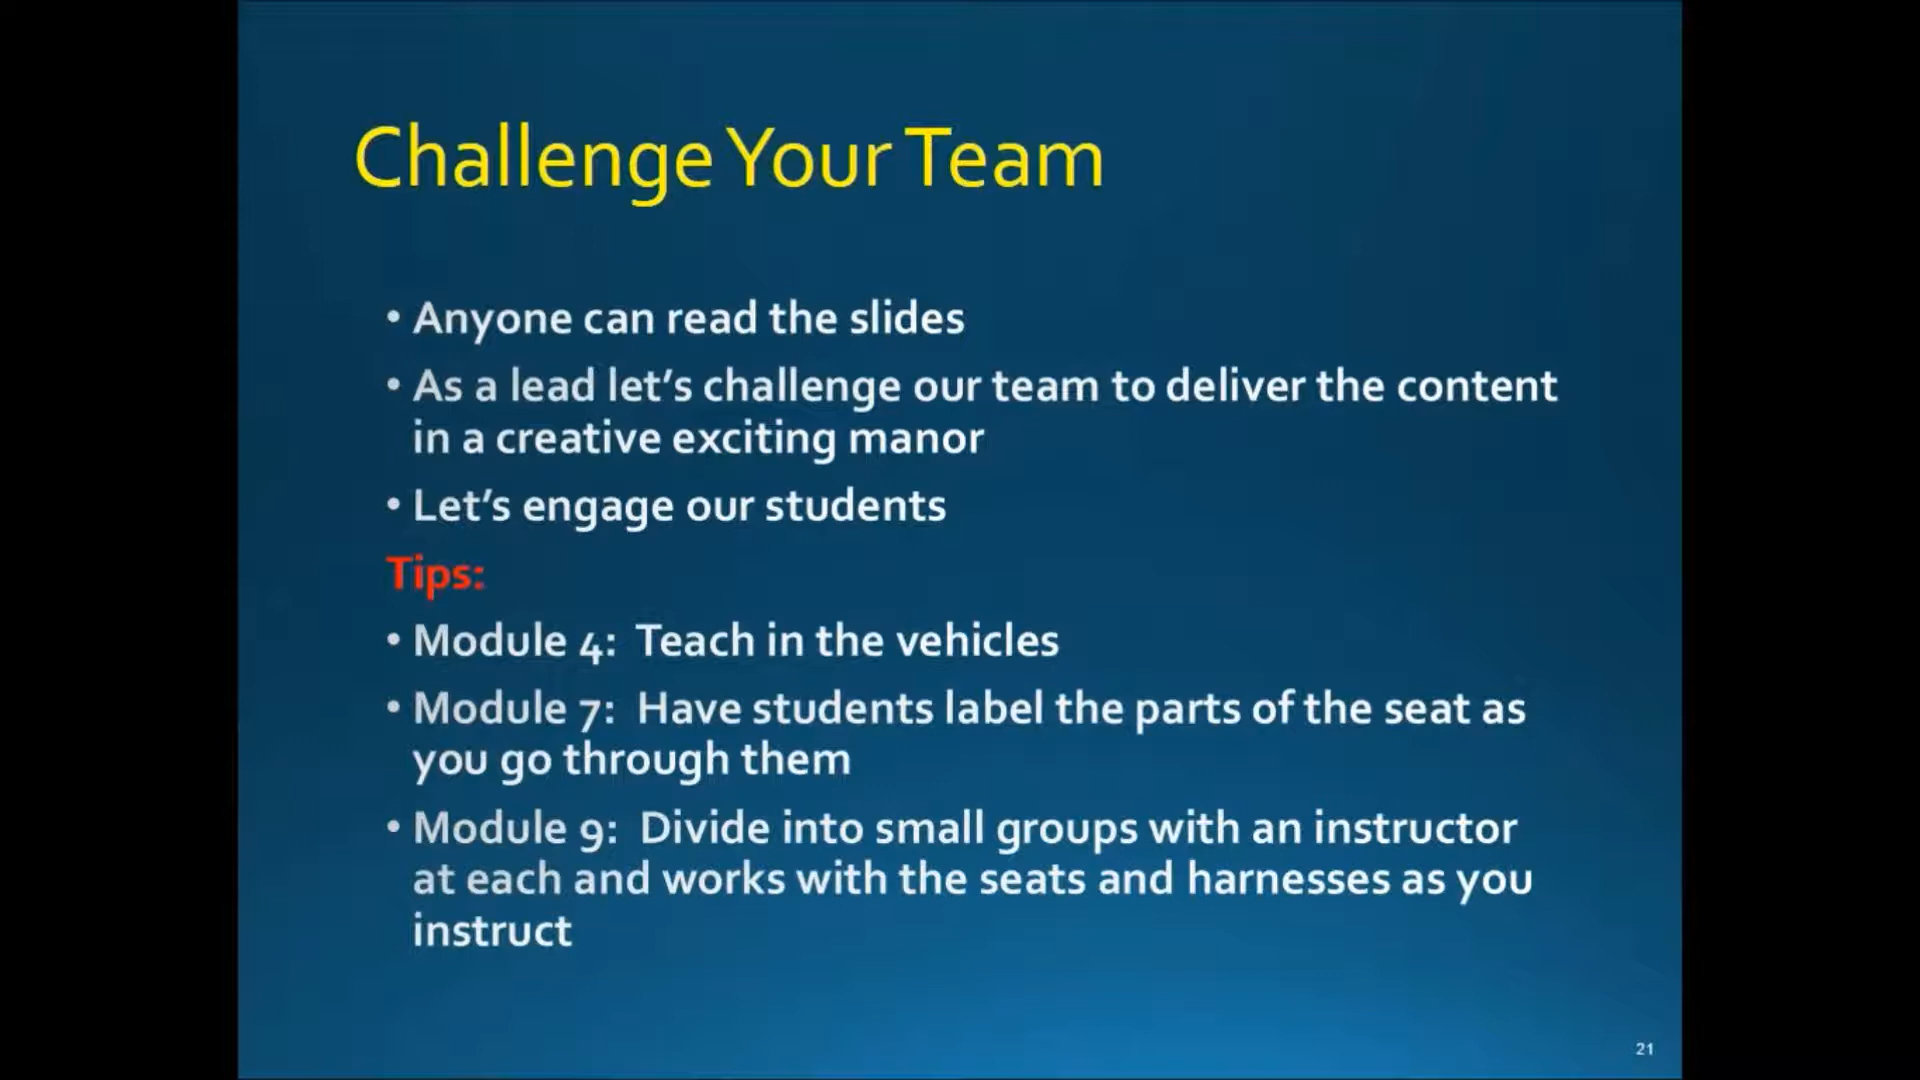 Challenge Your Team
• Anyone can read the slides
• As a lead let’s challenge our team to deliver the content
in a creative exciting manor
• Let’s engage our students
Tips:
• Module 4:  Teach in the vehicles
• Module 7:  Have students label the parts of the seat as
you go through them
• Module 9:  Divide into small groups with an instructor
at each and works with the seats and harnesses as you
instruct
21